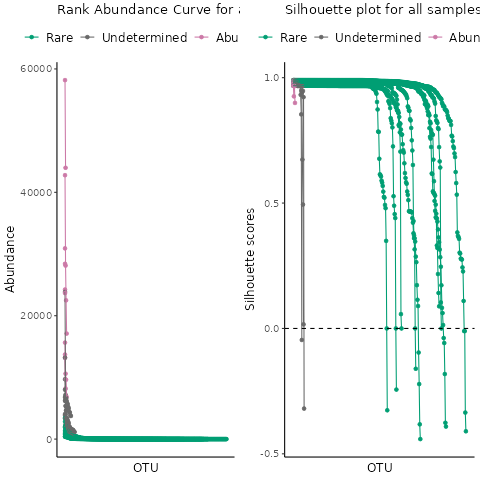 Rank Abundance Curve for a
Rare Undetermined Abu
60000
40000
20000
0
Abundance
OTU
Silhouette plot for all samples
Rare Undetermined Abun
1.0
0.5
0.0
-0.5
Silhouette scores
OTU